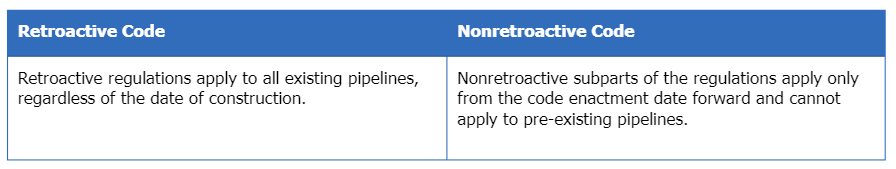 Retroactive Code
Nonretroactive Code
Retroactive regulations apply to all existing pipelines,
regardless of the date of construction.
Nonretroactive subparts of the regulations apply only
from the code enactment date forward and cannot
apply to pre-existing pipelines.